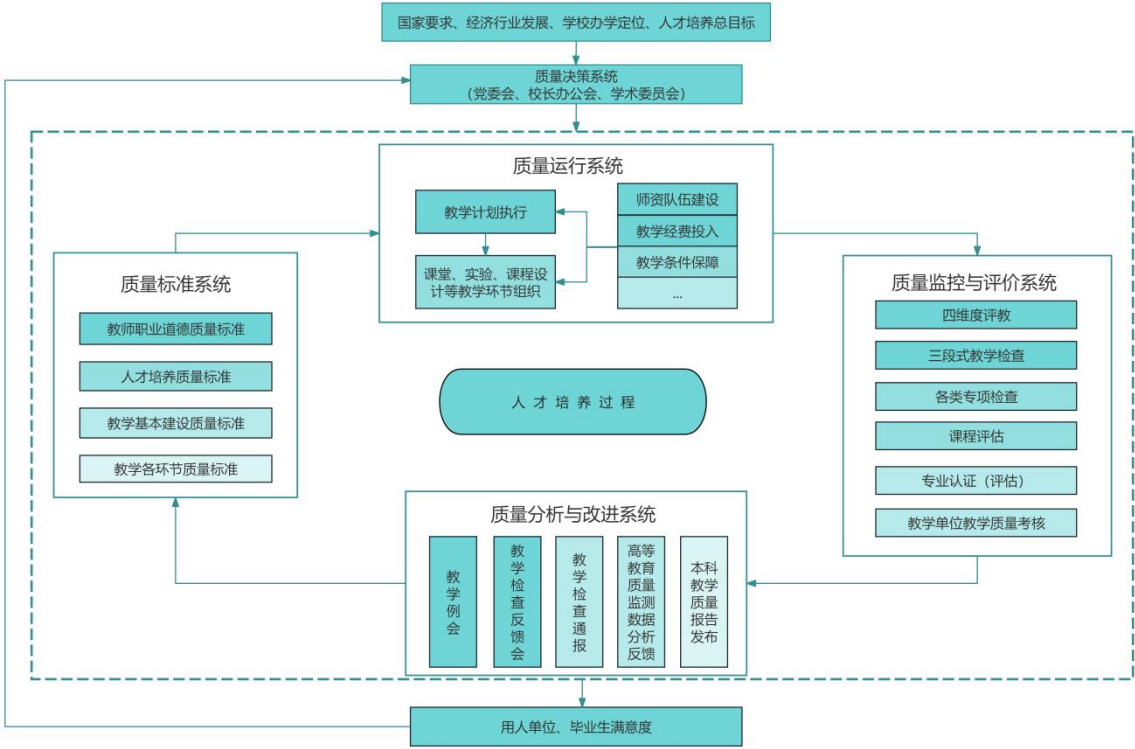 国家要求、经济行业发展、学校办学定位、人才培养总目标
质量决策系统
（党委会、校长办公会、学术委员会）
质量运行系统
教学计划执行
课堂、实验、课程设
计等教学环节组织
师资队伍建设
教学经费投入
教学条件保障
...
质量标准系统
教师职业道德质量标准
人才培养质量标准
教学基本建设质量标准
教学各环节质量标准
人才培养过程
质量监控与评价系统
四维度评教
三段式教学检查
各类专项检查
课程评估
专业认证（评估）
教学单位教学质量考核
质量分析与改进系统
教学例会
教学检查反馈会
教学检查通报
高等
教育
质量
监测
数据
分析
反馈
本科
教学
质量
报告
发布
用人单位、毕业生满意度